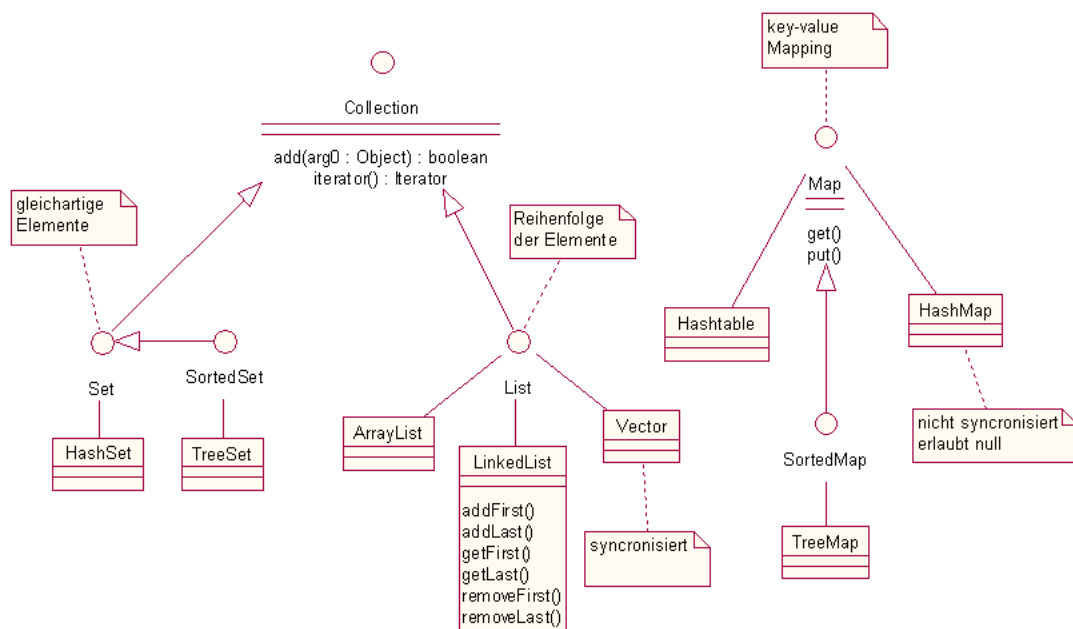 key-value
Mapping
Collection
add(arg0 : Object) : boolean
iterator() : Iterator
gleichartige
Elemente
Reihenfolge
der Elemente
Map
get()
put()
Hashtable
HashMap
Set
SortedSet
List
HashSet
TreeSet
ArrayList
LinkedList
addFirst()
addLast()
getFirst()
getLast()
removeFirst()
removeLast()
Vector
syncronisiert
nicht syncronisiert
erlaubt null
SortedMap
TreeMap